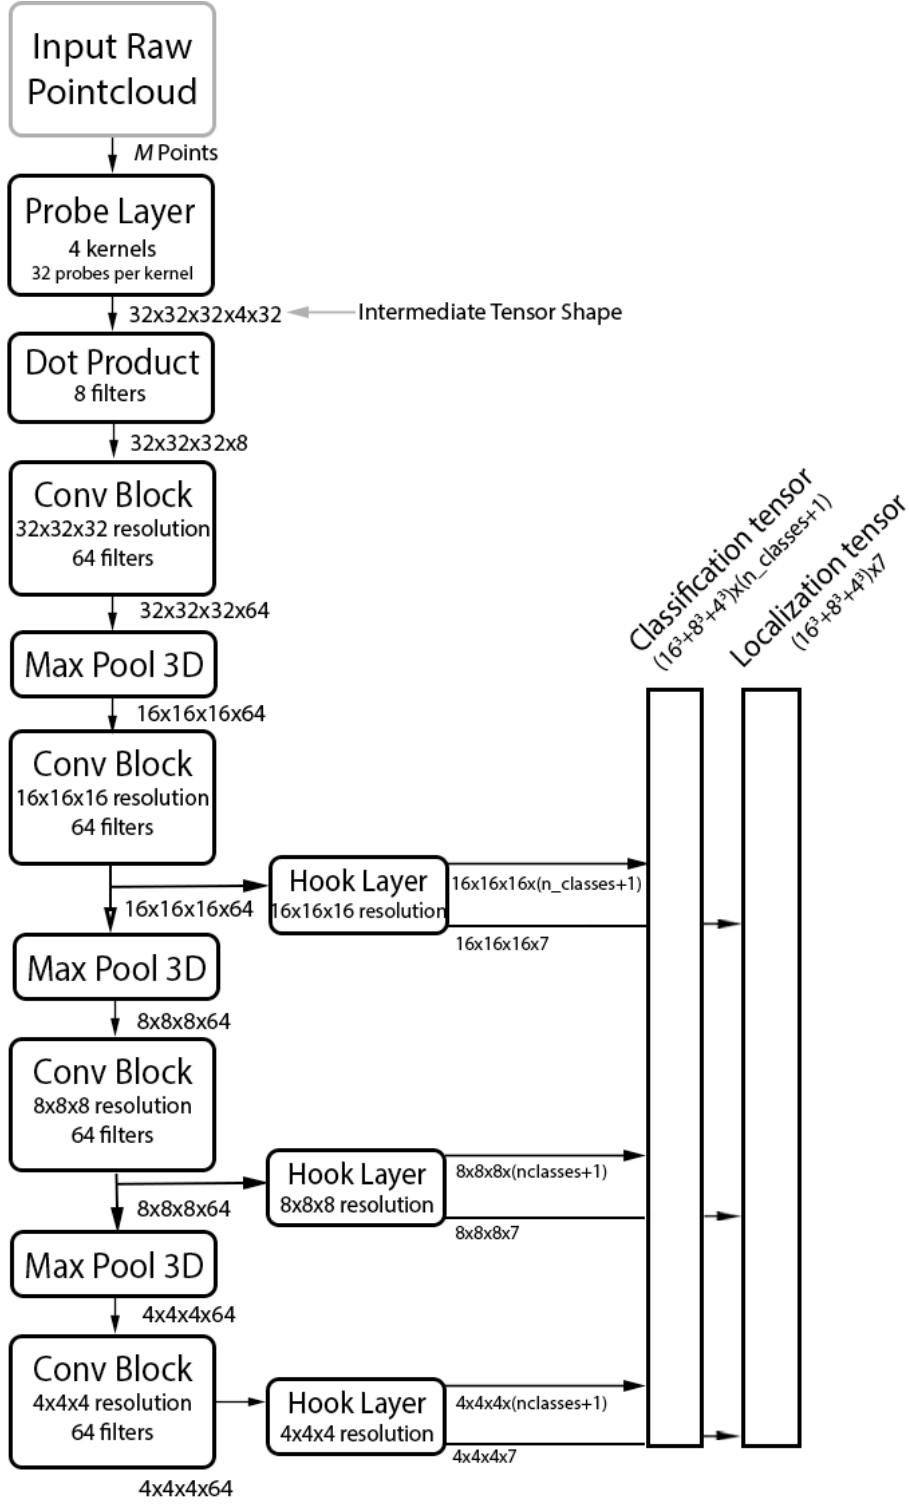 Input Raw
Pointcloud
M Points
Probe Layer
4 kernels
32 probes per kernel
32x32x32x4x32
Intermediate Tensor Shape
Dot Product
8 filters
32x32x32x8
Conv Block
32x32x32 resolution
64 filters
32x32x32x64
Max Pool 3D
16x16x16x64
Conv Block
16x16x16 resolution
64 filters
16x16x16x64
Hook Layer
16x16x16 resolution
16x16x16x(n_classes+1)
16x16x16x7
Max Pool 3D
8x8x8x64
Conv Block
8x8x8 resolution
64 filters
8x8x8x64
Hook Layer
8x8x8 resolution
8x8x8x(nclasses+1)
8x8x8x7
Max Pool 3D
4x4x4x64
Conv Block
4x4x4 resolution
64 filters
4x4x4x64
Hook Layer
4x4x4 resolution
4x4x4x(nclasses+1)
4x4x4x7
Classification tensor
(16³+8³+4³)x(n_classes+1)
Localization tensor
(16³+8³+4³)x7